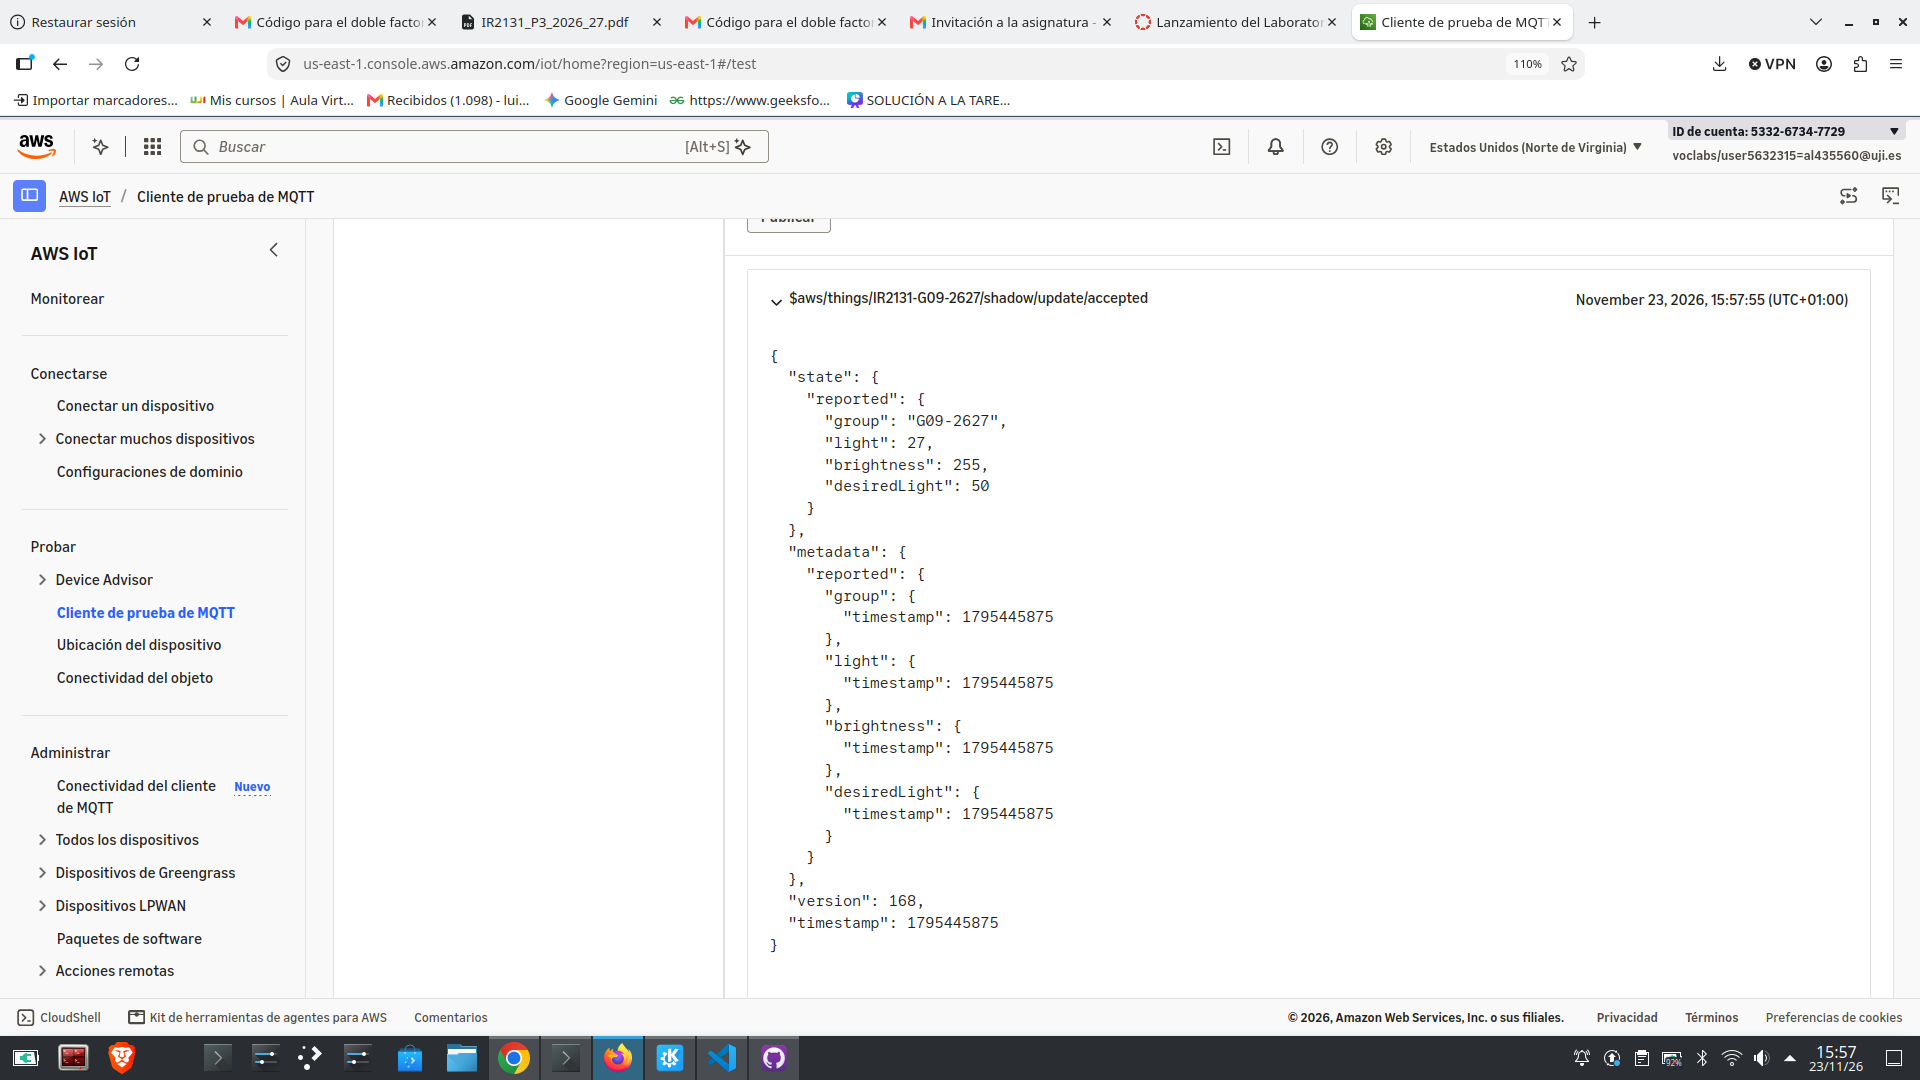 Restaurar sesión
Código para el doble facto
IR2131_P3_2026_27.pdf
Código para el doble facto
Invitación a la asignatura -
Lanzamiento del Laborato
Cliente de prueba de MQT
us-east-1.console.aws.amazon.com/iot/home?region=us-east-1#/test
110%
VPN
Importar marcadores...
Mis cursos | Aula Virt...
Recibidos (1.098) - lui...
Google Gemini
https://www.geeksfo...
SOLUCIÓN A LA TARE...
aws
Buscar
[Alt+S]
Estados Unidos (Norte de Virginia)
ID de cuenta: 5332-6734-7729
voclabs/user5632315=al435560@uji.es
AWS IoT / Cliente de prueba de MQTT
AWS IoT
Monitorear
Conectarse
Conectar un dispositivo
Conectar muchos dispositivos
Configuraciones de dominio
Probar
Device Advisor
Cliente de prueba de MQTT
Ubicación del dispositivo
Conectividad del objeto
Administrar
Conectividad del cliente
de MQTT
Nuevo
Todos los dispositivos
Dispositivos de Greengrass
Dispositivos LPWAN
Paquetes de software
Acciones remotas
Publicar
$aws/things/IR2131-G09-2627/shadow/update/accepted
November 23, 2026, 15:57:55 (UTC+01:00)
{
"state": {
"reported": {
"group": "G09-2627",
"light": 27,
"brightness": 255,
"desiredLight": 50
}
},
"metadata": {
"reported": {
"group": {
"timestamp": 1795445875
},
"light": {
"timestamp": 1795445875
},
"brightness": {
"timestamp": 1795445875
},
"desiredLight": {
"timestamp": 1795445875
}
}
},
"version": 168,
"timestamp": 1795445875
}
CloudShell
Kit de herramientas de agentes para AWS
Comentarios
© 2026, Amazon Web Services, Inc. o sus filiales.
Privacidad
Términos
Preferencias de cookies
92%
15:57
23/11/26